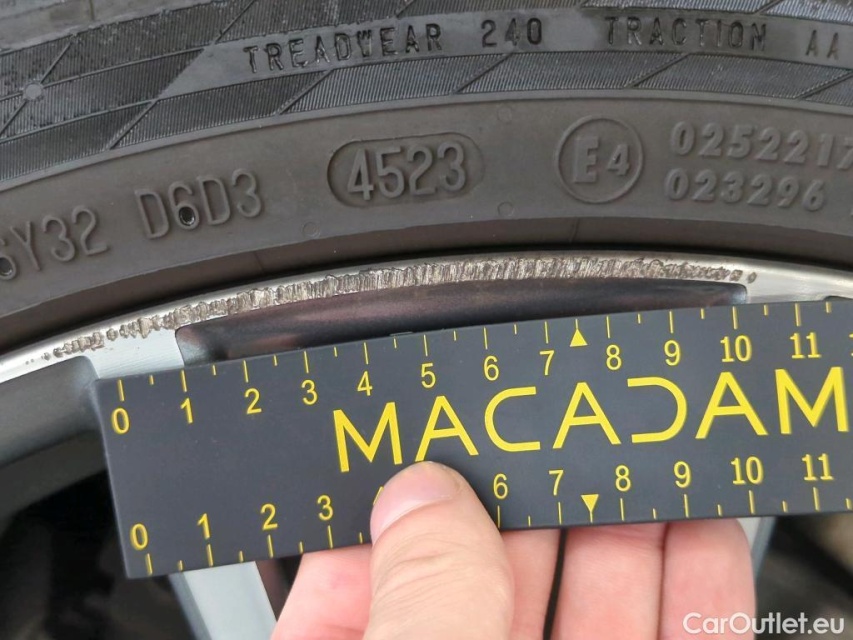 TREADWEAR 240 TRACTION AA
Y32 D6D3 4523 E4 0252217
023296
0 1 2 3 4 5 6 7 8 9 10 11
MACADAM
0 1 2 3 6 7 8 9 10 11
CarOutlet.eu